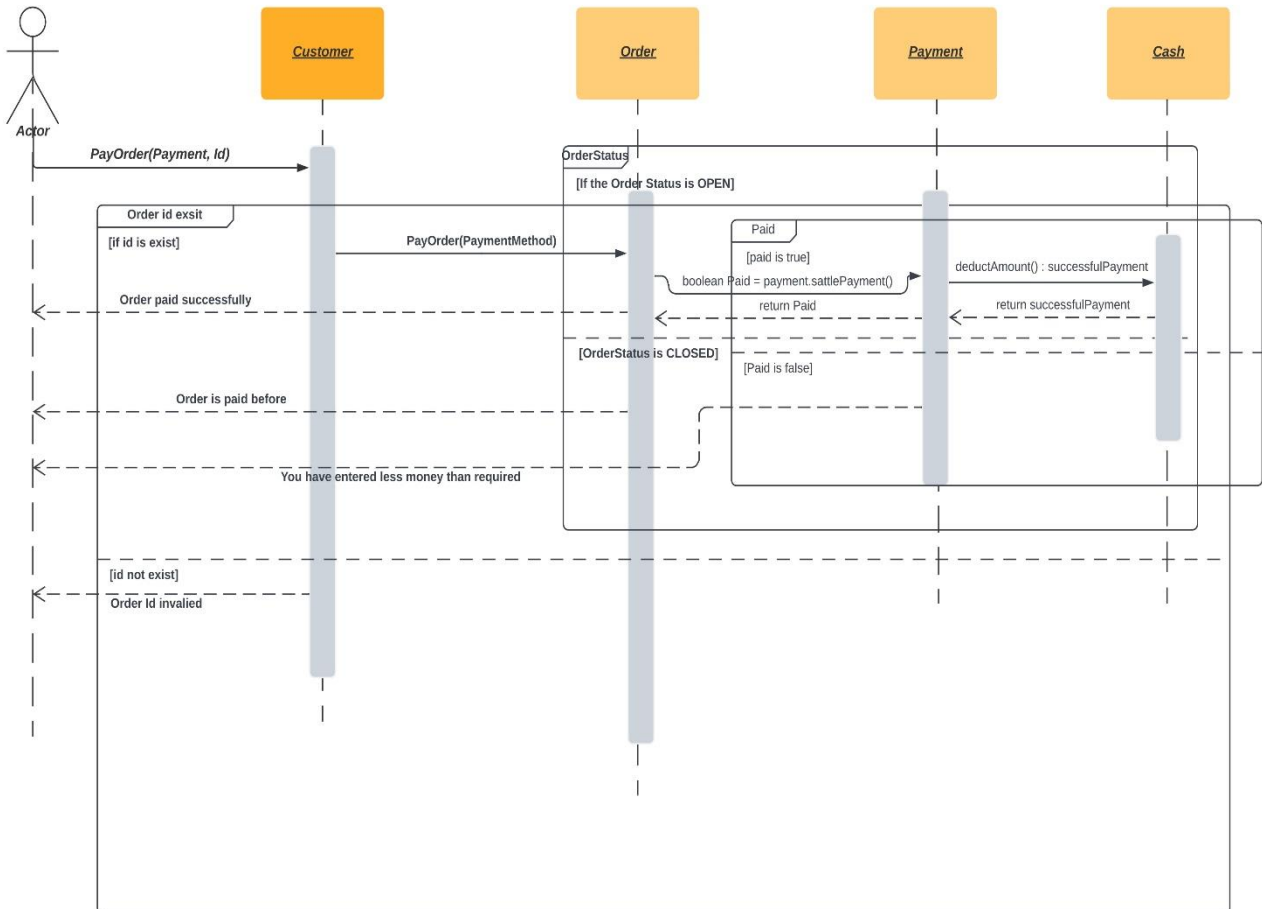 Customer
Order
Payment
Cash
Actor
PayOrder(Payment, Id)
OrderStatus
[If the Order Status is OPEN]
Order id exsit
[if id is exist]
Paid
[paid is true]
PayOrder(PaymentMethod)
boolean Paid = payment.sattlePayment()
deductAmount() : successfulPayment
Order paid successfully
return Paid
return successfulPayment
[OrderStatus is CLOSED]
[Paid is false]
Order is paid before
You have entered less money than required
[id not exist]
Order Id invalied